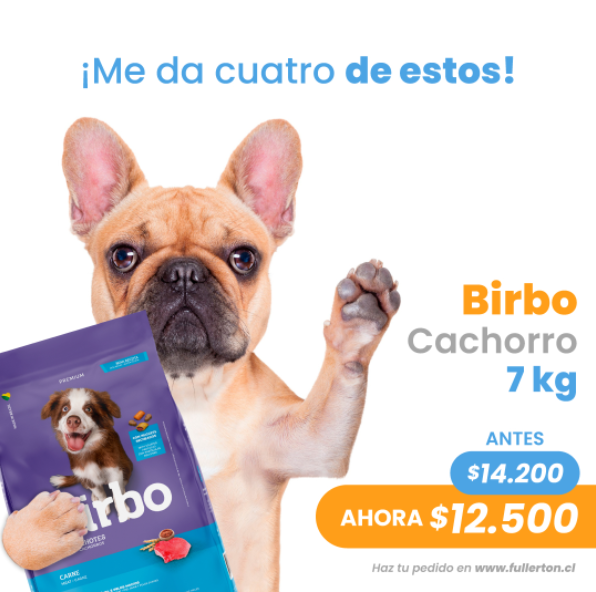 ¡Me da cuatro de estos!
Birbo
Cachorro
7 kg
ANTES
$14.200
AHORA $12.500
Haz tu pedido en www.fullerton.cl
PREMIUM
irbo
HOTES
CARNE